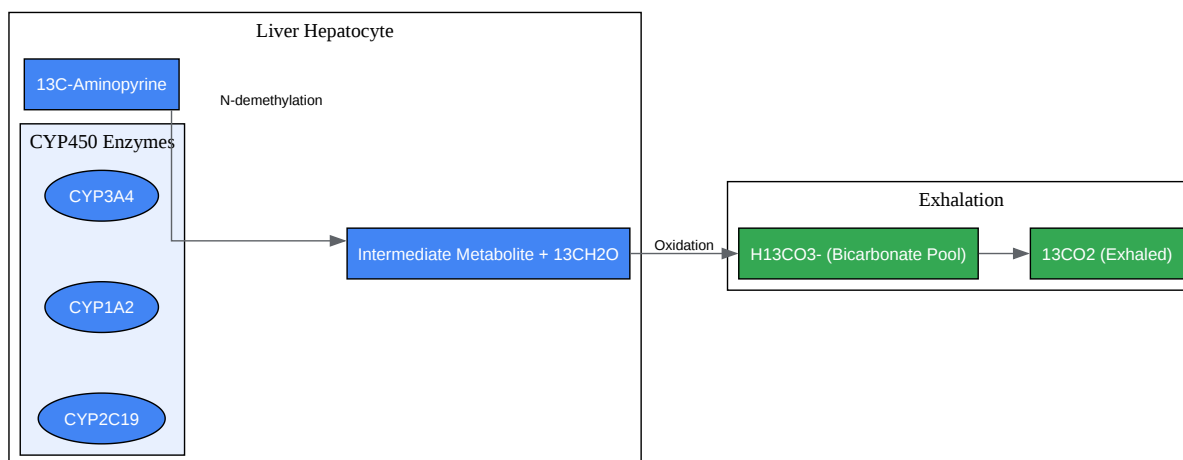 Liver Hepatocyte
13C-Aminopyrine
N-demethylation
CYP450 Enzymes
CYP3A4
Intermediate Metabolite + 13CH2O
CYP1A2
CYP2C19
Oxidation
Exhalation
H13CO3- (Bicarbonate Pool)
13CO2 (Exhaled)